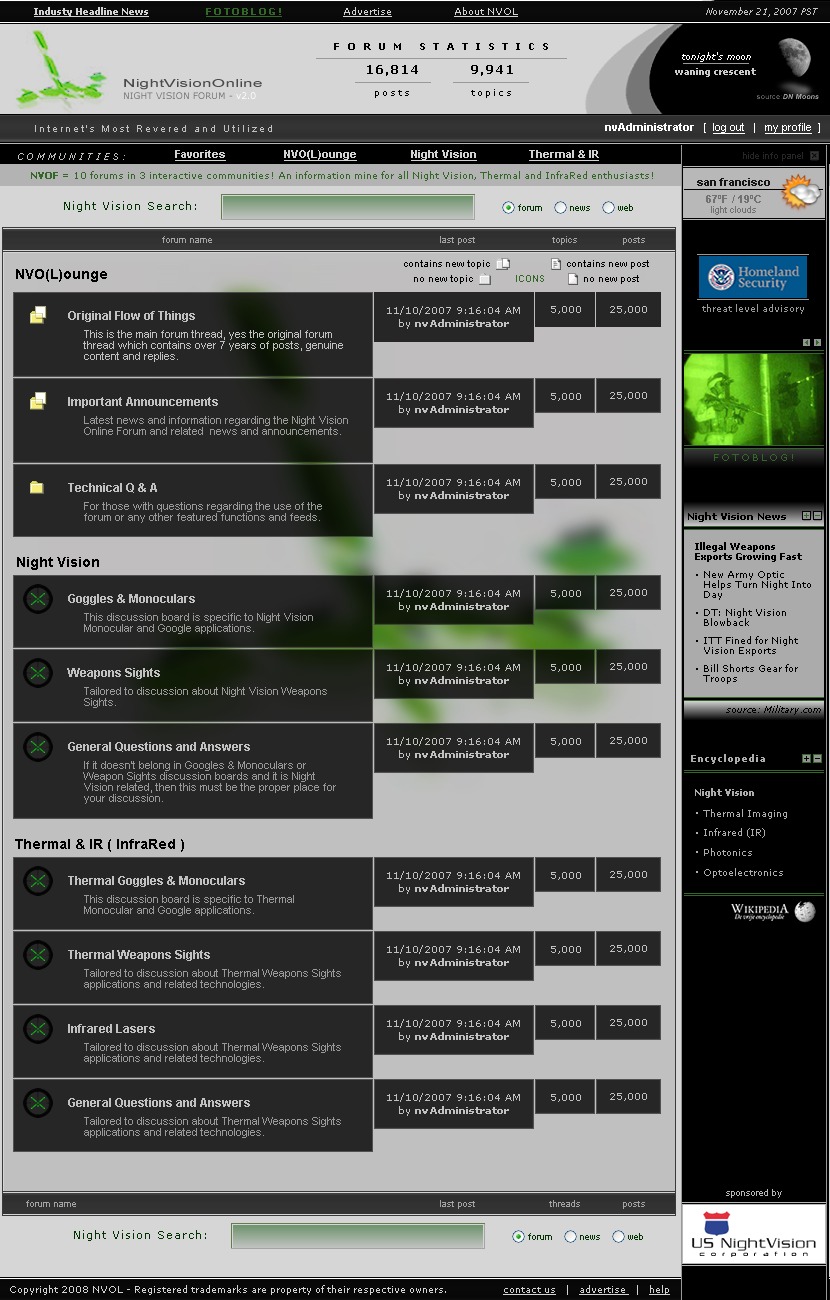 Industy Headline News
FOTOBLOG!
Advertise
About NVOL
November 21, 2007 PST
NightVisionOnline
NIGHT VISION FORUM - v2.0
FORUM STATISTICS
16,814
posts
9,941
topics
tonight's moon
waning crescent
source DN Moons
Internet's Most Revered and Utilized
nvAdministrator [ log out | my profile ]
COMMUNITIES:
Favorites
NVO(L)ounge
Night Vision
Thermal & IR
hide info panel
NVOF = 10 forums in 3 interactive communities! An information mine for all Night Vision, Thermal and InfraRed enthusiasts!
Night Vision Search:
forum
news
web
forum name
last post
topics
posts
NVO(L)ounge
contains new topic
contains new post
no new topic
ICONS
no new post
Original Flow of Things
This is the main forum thread, yes the original forum
thread which contains over 7 years of posts, genuine
content and replies.
11/10/2007 9:16:04 AM
by nvAdministrator
5,000
25,000
Important Announcements
Latest news and information regarding the Night Vision
Online Forum and related news and announcements.
11/10/2007 9:16:04 AM
by nvAdministrator
5,000
25,000
Technical Q & A
For those with questions regarding the use of the
forum or any other featured functions and feeds.
11/10/2007 9:16:04 AM
by nvAdministrator
5,000
25,000
Night Vision
Goggles & Monoculars
This discussion board is specific to Night Vision
Monocular and Google applications.
11/10/2007 9:16:04 AM
by nvAdministrator
5,000
25,000
Weapons Sights
Tailored to discussion about Night Vision Weapons
Sights.
11/10/2007 9:16:04 AM
by nvAdministrator
5,000
25,000
General Questions and Answers
If it doesn't belong in Goggles & Monoculars or
Weapon Sights discussion boards and it is Night
Vision related, then this must be the proper place for
your discussion.
11/10/2007 9:16:04 AM
by nvAdministrator
5,000
25,000
Thermal & IR ( InfraRed )
Thermal Goggles & Monoculars
This discussion board is specific to Thermal
Monocular and Google applications.
11/10/2007 9:16:04 AM
by nvAdministrator
5,000
25,000
Thermal Weapons Sights
Tailored to discussion about Thermal Weapons Sights
applications and related technologies.
11/10/2007 9:16:04 AM
by nvAdministrator
5,000
25,000
Infrared Lasers
Tailored to discussion about Thermal Weapons Sights
applications and related technologies.
11/10/2007 9:16:04 AM
by nvAdministrator
5,000
25,000
General Questions and Answers
Tailored to discussion about Thermal Weapons Sights
applications and related technologies.
11/10/2007 9:16:04 AM
by nvAdministrator
5,000
25,000
forum name
last post
threads
posts
Night Vision Search:
forum
news
web
san francisco
67ºF / 19ºC
light clouds
Homeland
Security
threat level advisory
FOTOBLOG!
Night Vision News
Illegal Weapons
Exports Growing Fast
• New Army Optic
Helps Turn Night Into
Day
• DT: Night Vision
Blowback
• ITT Fined for Night
Vision Exports
• Bill Shorts Gear for
Troops
source: Military.com
Encyclopedia
Night Vision
• Thermal Imaging
• Infrared (IR)
• Photonics
• Optoelectronics
WIKIPEDIA
De vrije encyclopedie
sponsored by
US NightVision
corporation
Copyright 2008 NVOL - Registered trademarks are property of their respective owners.
contact us | advertise | help